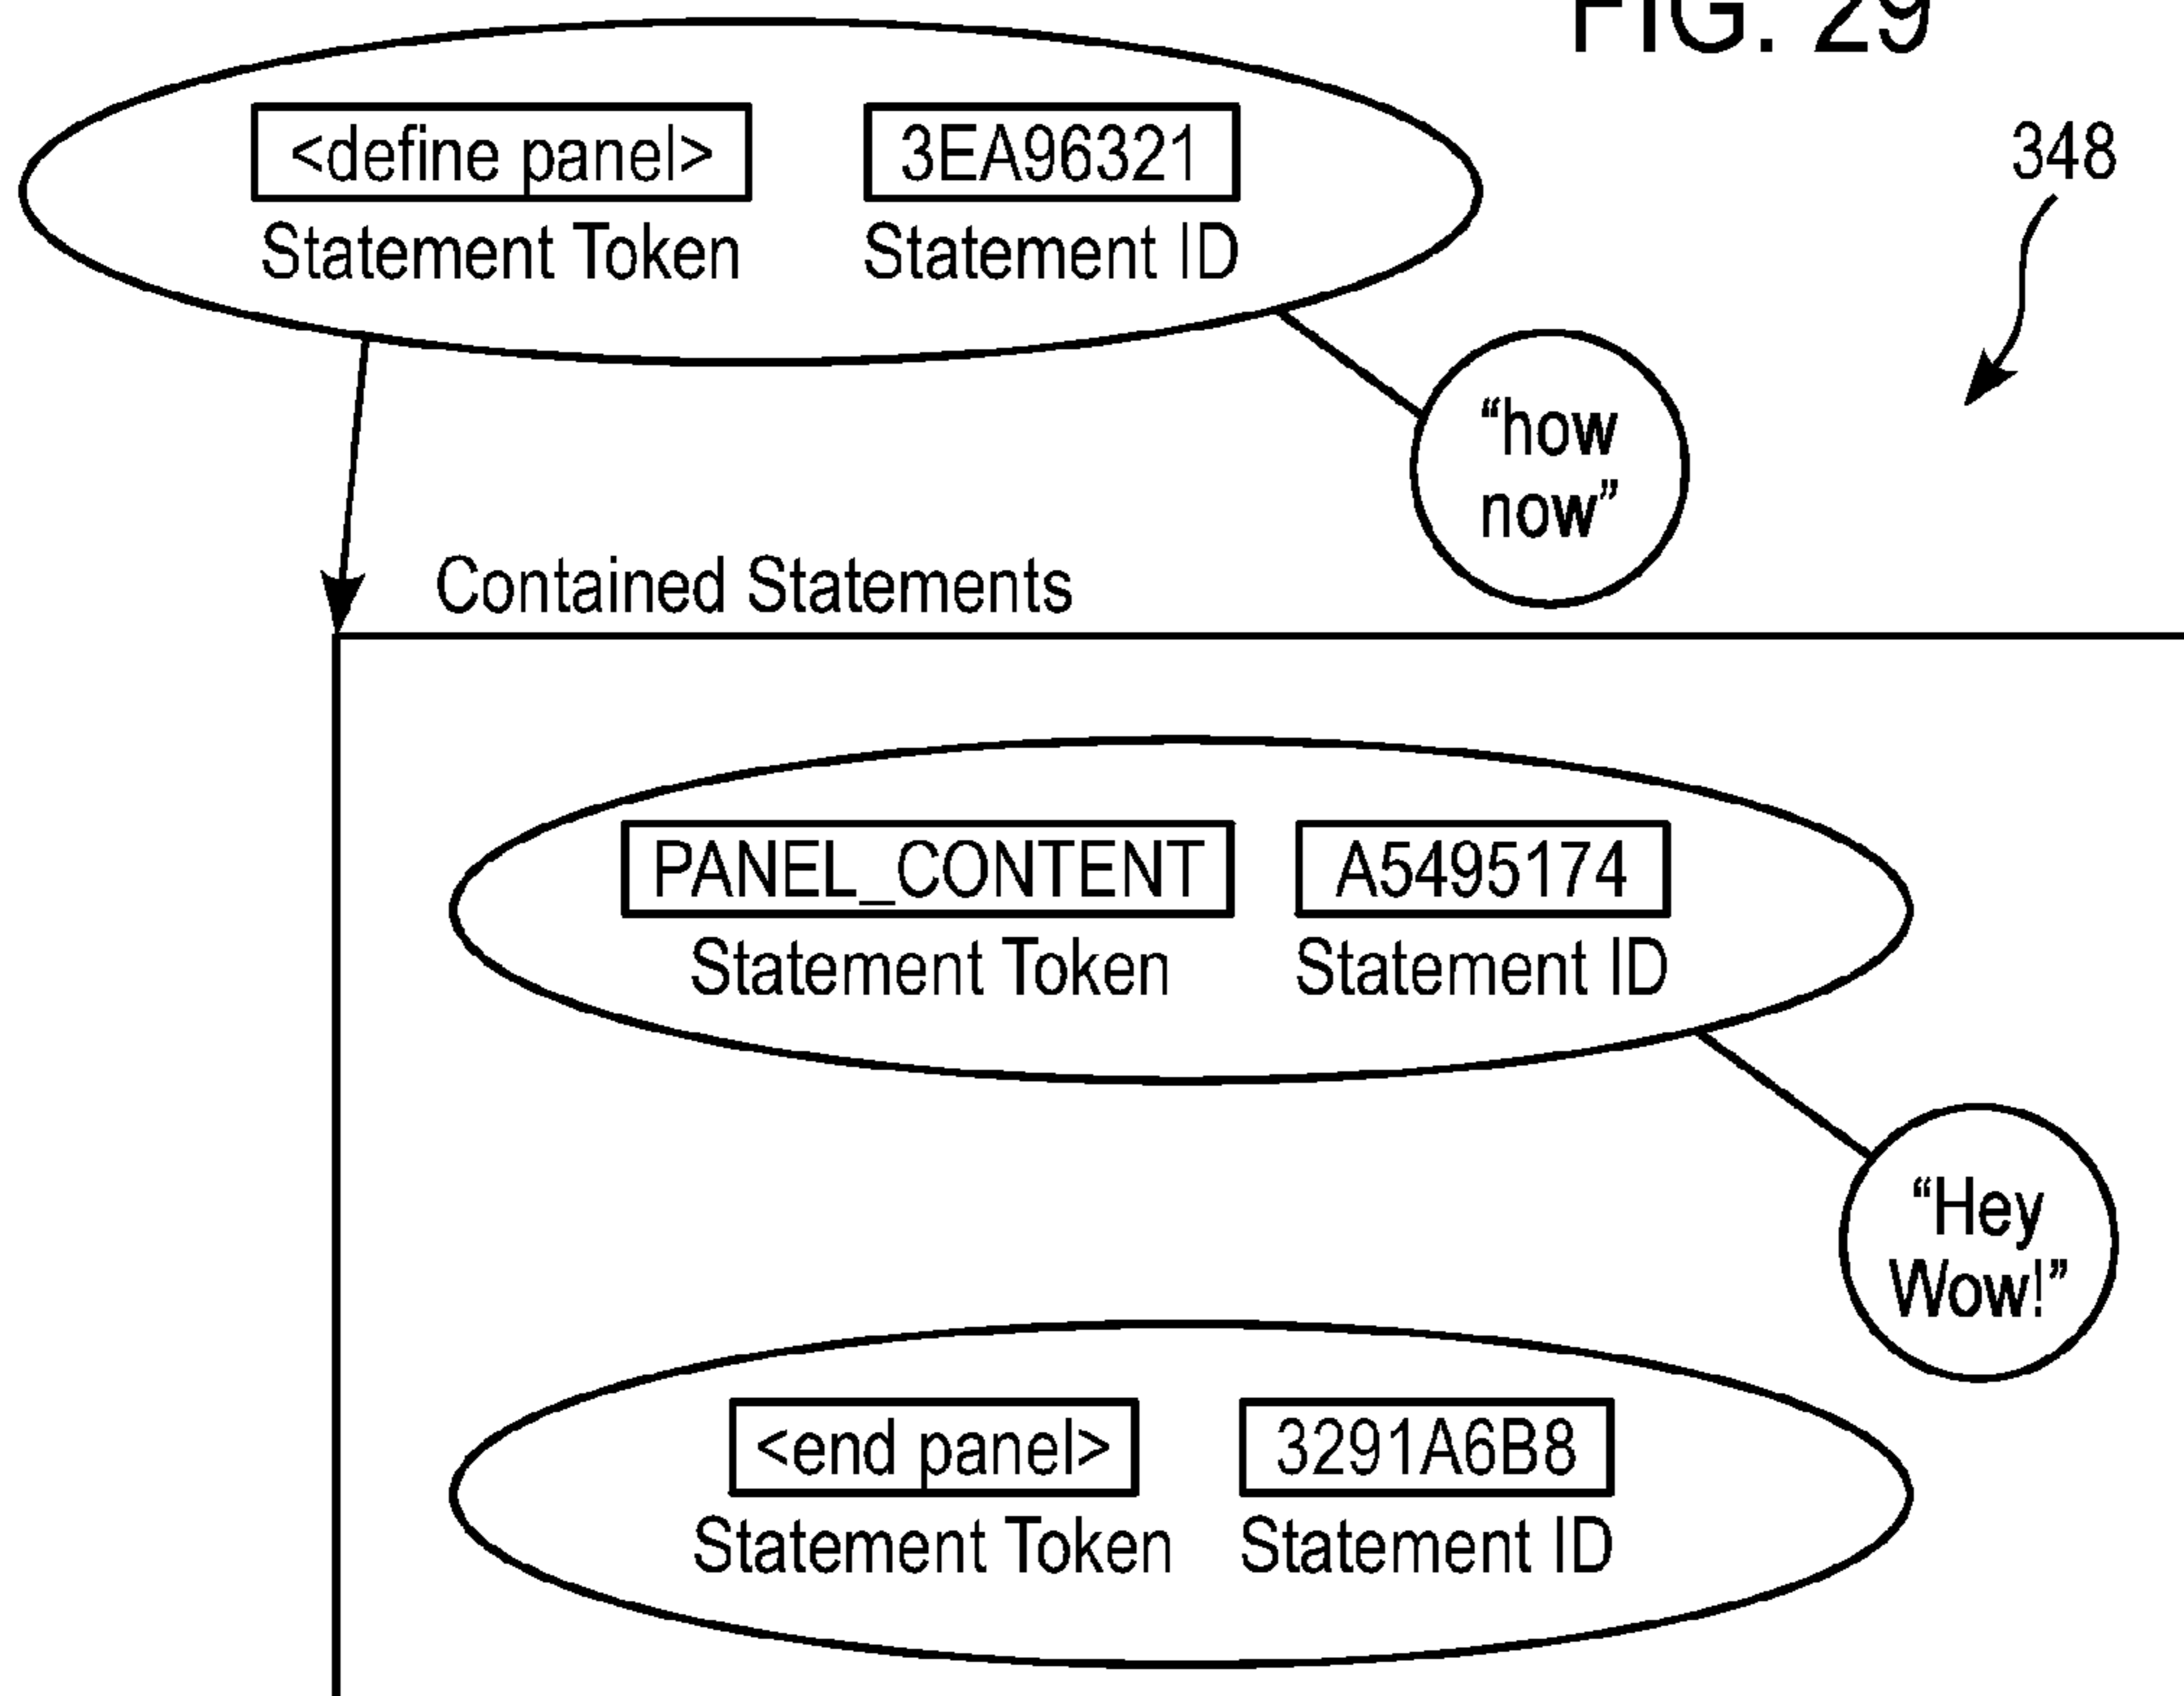 FIG. 29
<define panel> 3EA96321
Statement Token Statement ID
348
“how
now”
Contained Statements
PANEL_CONTENT A5495174
Statement Token Statement ID
“Hey
Wow!”
<end panel> 3291A6B8
Statement Token Statement ID